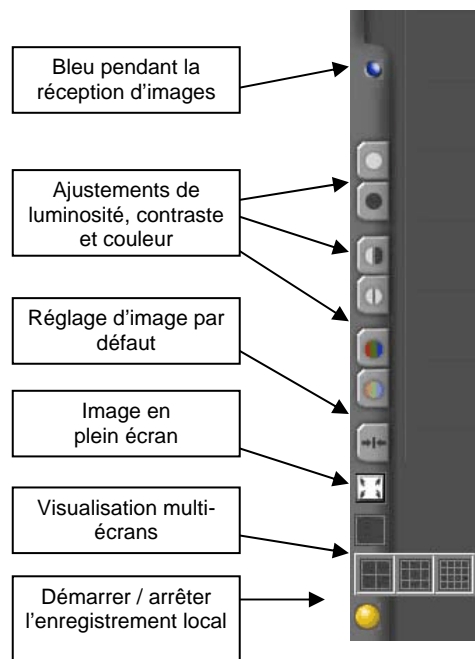 Bleu pendant la
réception d'images
Ajustements de
luminosité, contraste
et couleur
Réglage d'image par
défaut
Image en
plein écran
Visualisation multi-
écrans
Démarrer / arrêter
l'enregistrement local